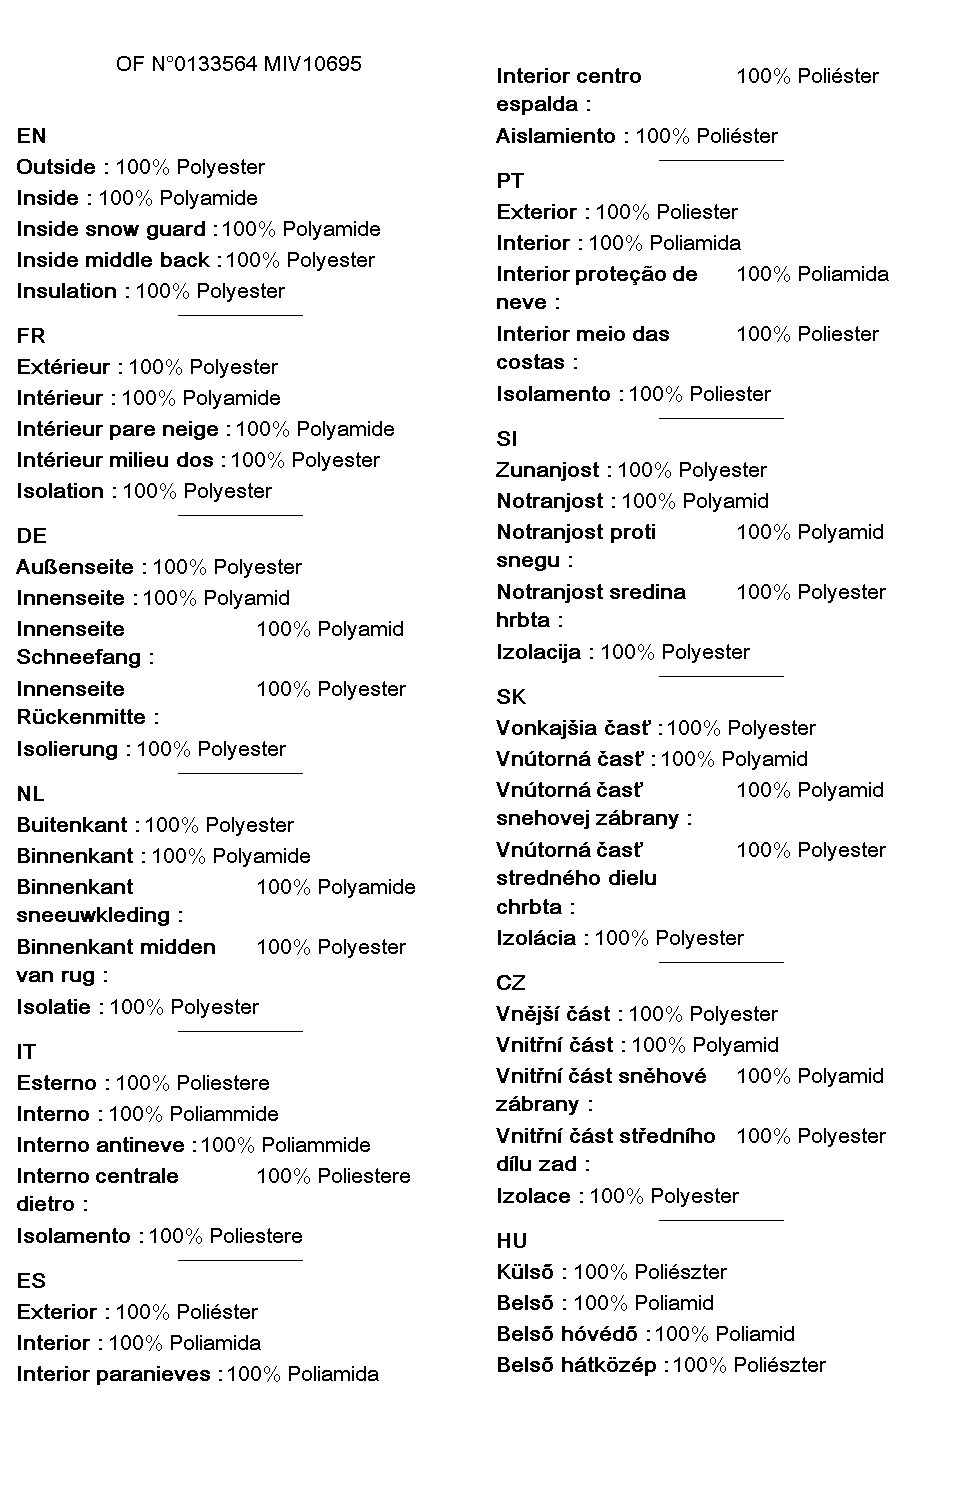 OF N°0133564 MIV10695
EN
Outside : 100% Polyester
Inside : 100% Polyamide
Inside snow guard : 100% Polyamide
Inside middle back : 100% Polyester
Insulation : 100% Polyester
FR
Extérieur : 100% Polyester
Intérieur : 100% Polyamide
Intérieur pare neige : 100% Polyamide
Intérieur milieu dos : 100% Polyester
Isolation : 100% Polyester
DE
Außenseite : 100% Polyester
Innenseite : 100% Polyamid
Innenseite 100% Polyamid
Schneefang :
Innenseite 100% Polyester
Rückenmitte :
Isolierung : 100% Polyester
NL
Buitenkant : 100% Polyester
Binnenkant : 100% Polyamide
Binnenkant 100% Polyamide
sneeuwkleding :
Binnenkant midden 100% Polyester
van rug :
Isolatie : 100% Polyester
IT
Esterno : 100% Poliestere
Interno : 100% Poliammide
Interno antineve : 100% Poliammide
Interno centrale 100% Poliestere
dietro :
Isolamento : 100% Poliestere
ES
Exterior : 100% Poliéster
Interior : 100% Poliamida
Interior paranieves : 100% Poliamida
Interior centro 100% Poliéster
espalda :
Aislamiento : 100% Poliéster
PT
Exterior : 100% Poliester
Interior : 100% Poliamida
Interior proteção de 100% Poliamida
neve :
Interior meio das 100% Poliester
costas :
Isolamento : 100% Poliester
SI
Zunanjost : 100% Polyester
Notranjost : 100% Polyamid
Notranjost proti 100% Polyamid
snegu :
Notranjost sredina 100% Polyester
hrbta :
Izolacija : 100% Polyester
SK
Vonkajšia časť : 100% Polyester
Vnútorná časť : 100% Polyamid
Vnútorná časť 100% Polyamid
snehovej zábrany :
Vnútorná časť 100% Polyester
stredného dielu
chrbta :
Izolácia : 100% Polyester
CZ
Vnější část : 100% Polyester
Vnitřní část : 100% Polyamid
Vnitřní část sněhové 100% Polyamid
zábrany :
Vnitřní část středního 100% Polyester
dílu zad :
Izolace : 100% Polyester
HU
Külső : 100% Poliészter
Belső : 100% Poliamid
Belső hóvédő : 100% Poliamid
Belső hátközép : 100% Poliészter